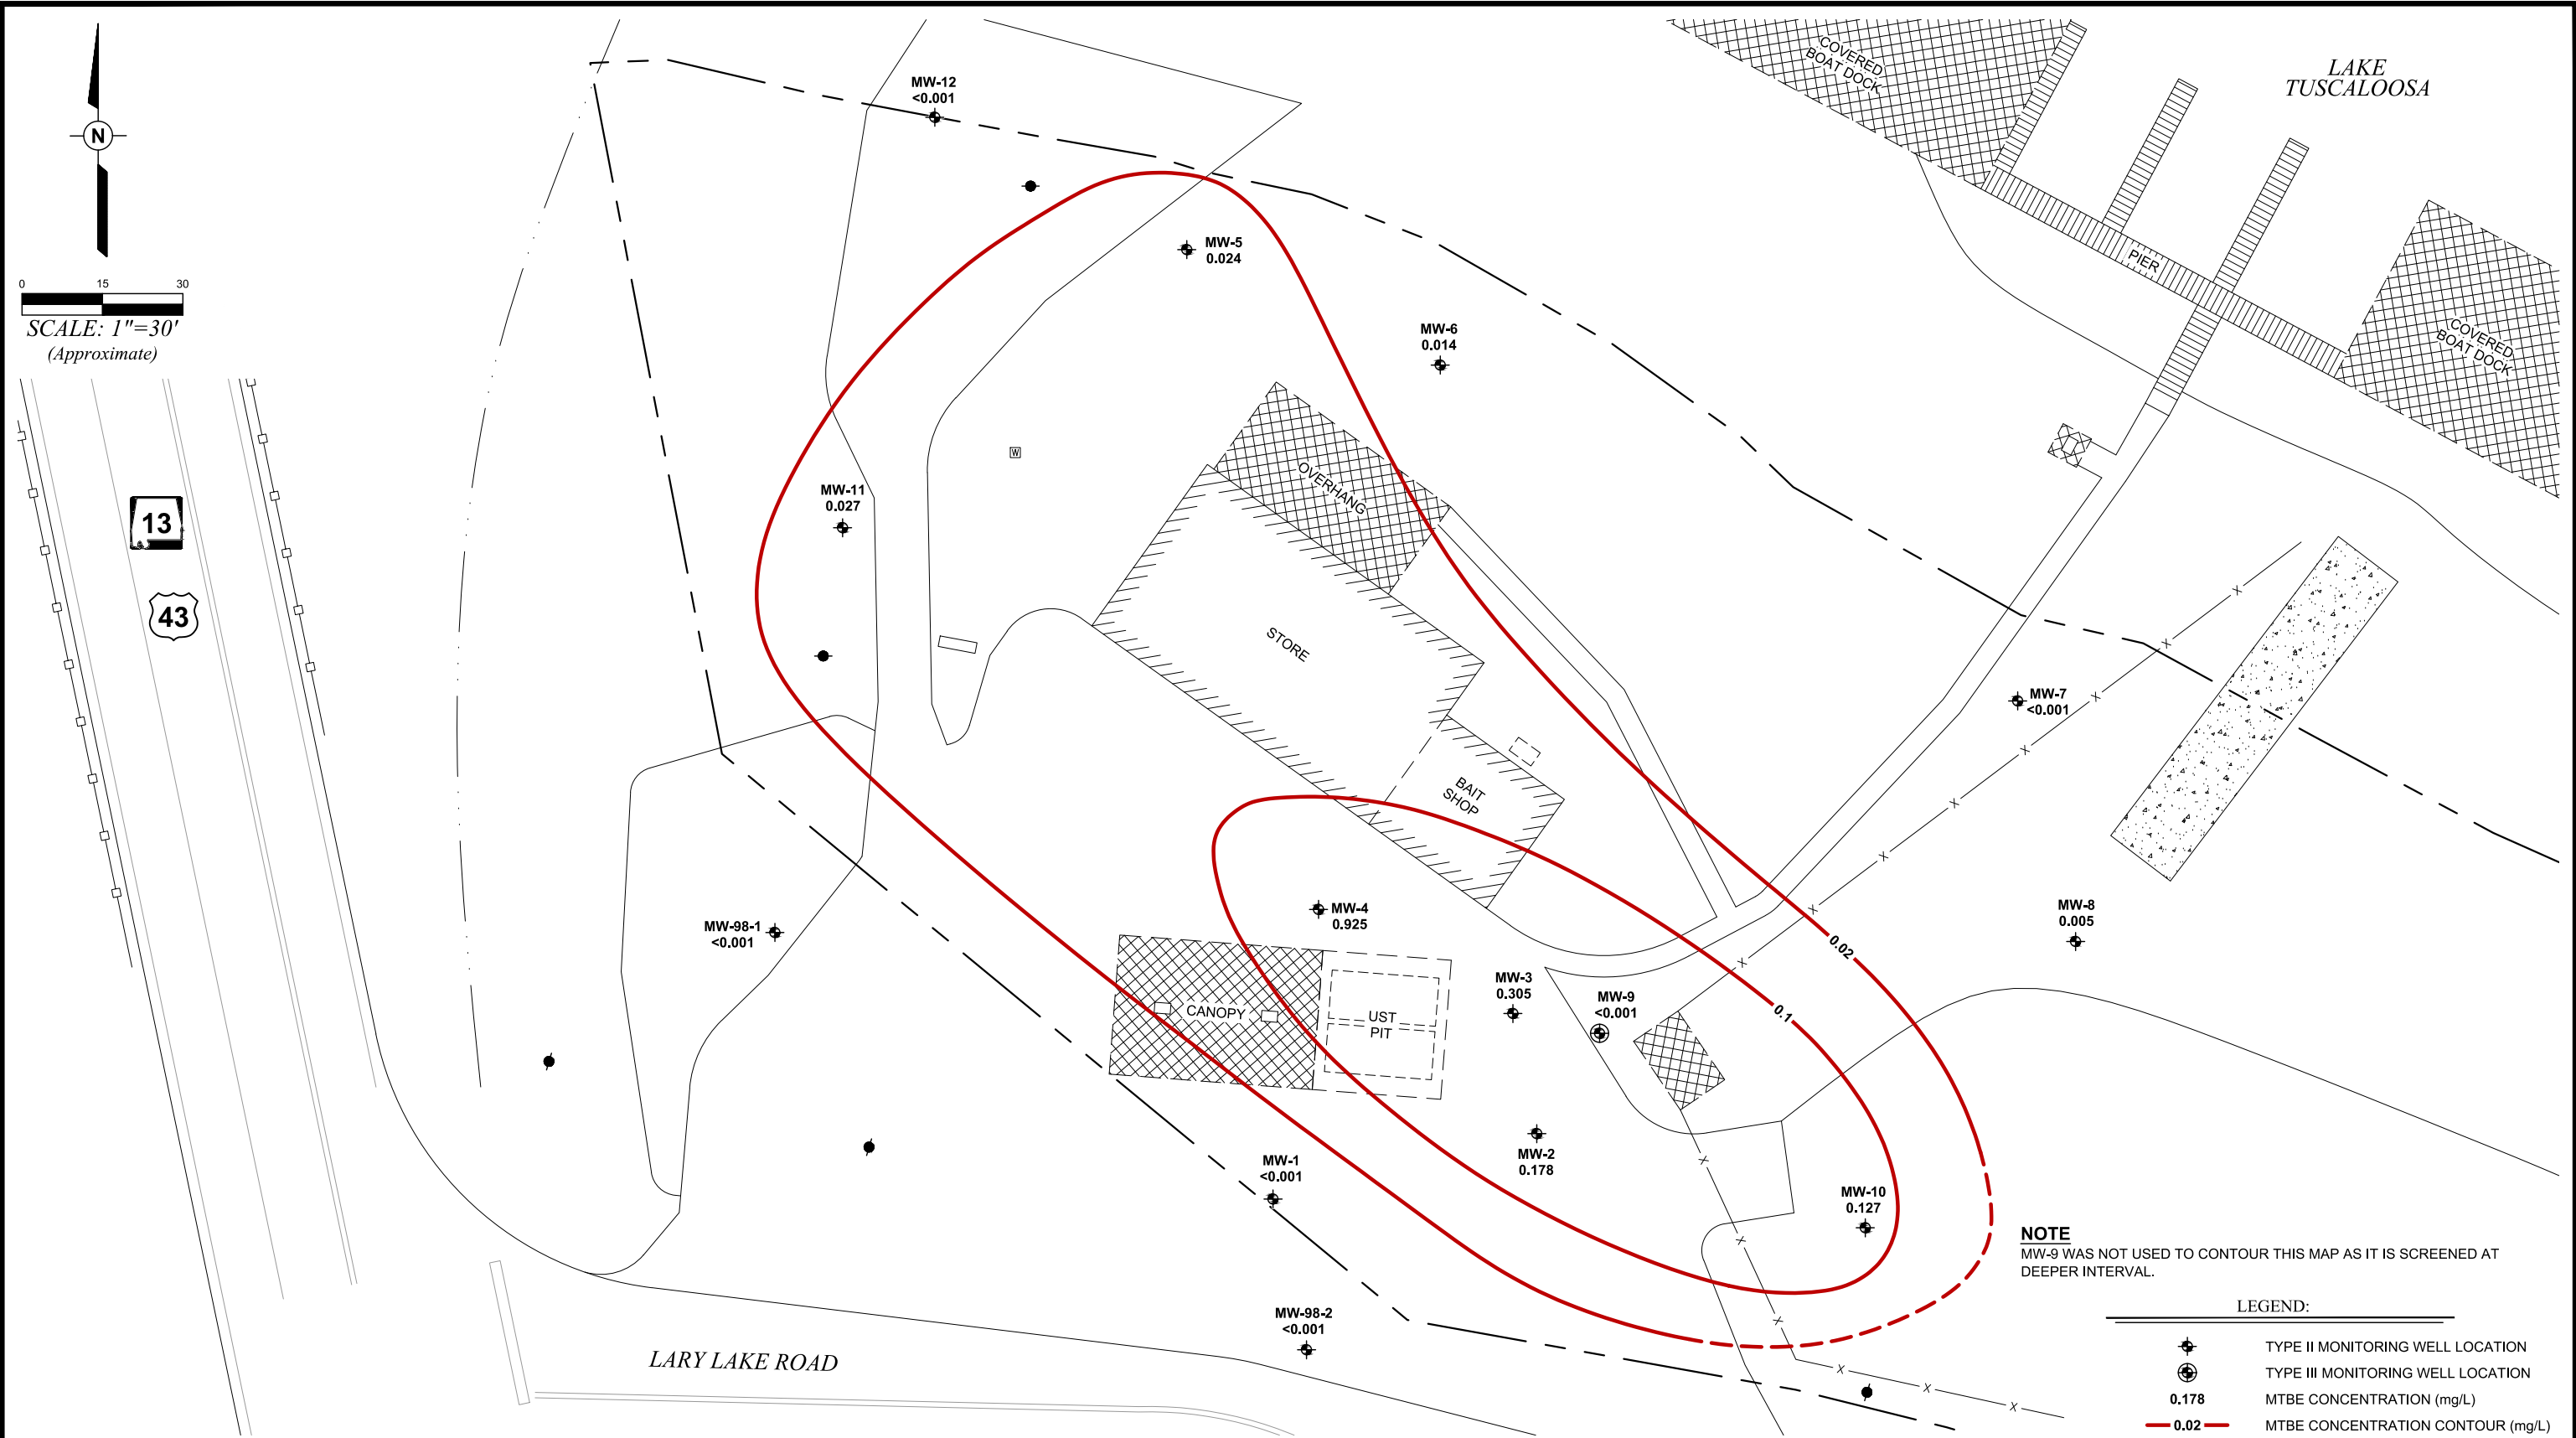 N
0 15 30
SCALE: 1"=30'
(Approximate)
13
43
MW-12
<0.001
MW-5
0.024
MW-6
0.014
MW-11
0.027
W
COVERED
BOAT DOCK
LAKE
TUSCALOOSA
PIER
COVERED
BOAT DOCK
OVERHANG
STORE
BAIT
SHOP
MW-7
<0.001
MW-8
0.005
MW-98-1
<0.001
MW-4
0.925
0.02
MW-3
0.305
MW-9
<0.001
0.1
CANOPY
UST
PIT
MW-2
0.178
MW-1
<0.001
MW-10
0.127
MW-98-2
<0.001
LARY LAKE ROAD
X X X X X X X X X
X X X X X X
NOTE
MW-9 WAS NOT USED TO CONTOUR THIS MAP AS IT IS SCREENED AT
DEEPER INTERVAL.
LEGEND:
TYPE II MONITORING WELL LOCATION
TYPE III MONITORING WELL LOCATION
0.178 MTBE CONCENTRATION (mg/L)
0.02 MTBE CONCENTRATION CONTOUR (mg/L)